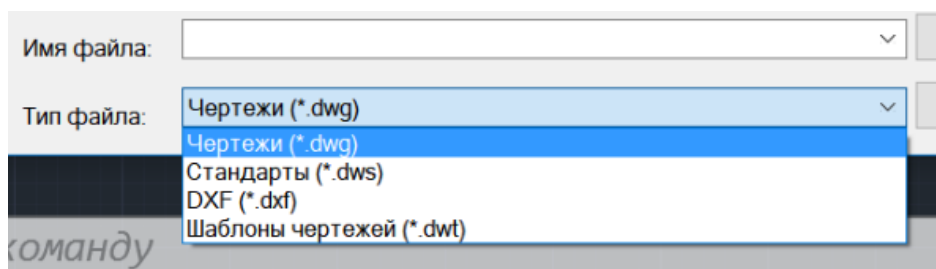 Имя файла:
Тип файла: Чертежи (*.dwg)
Чертежи (*.dwg)
Стандарты (*.dws)
DXF (*.dxf)
Шаблоны чертежей (*.dwt)
команду